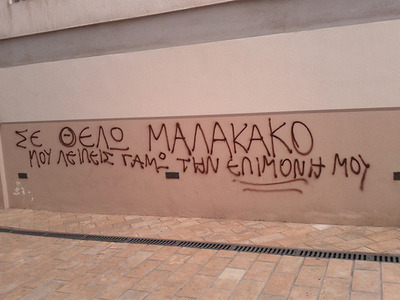 ΣΕ ΘΕΛΩ ΜΑΛΑΚΑΚΟ
ΜΟΥ ΛΕΙΠΕΙΣ ΓΑΜΩ ΤΗΝ ΕΠΙΜΟΝΗ ΜΟΥ